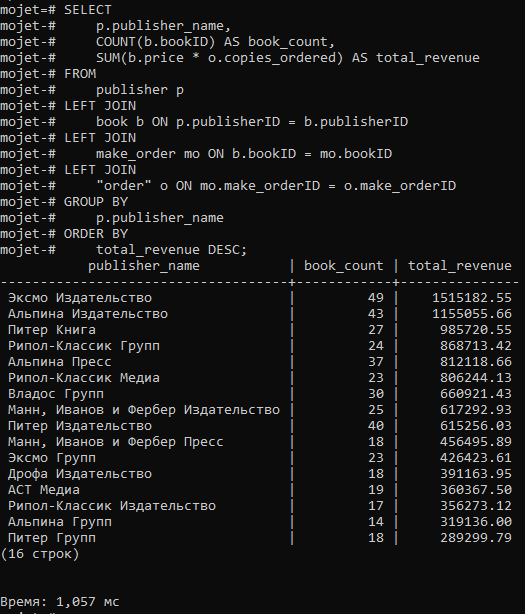 mojet=# SELECT
mojet-#     p.publisher_name,
mojet-#     COUNT(b.bookID) AS book_count,
mojet-#     SUM(b.price * o.copies_ordered) AS total_revenue
mojet-# FROM
mojet-#     publisher p
mojet-# LEFT JOIN
mojet-#     book b ON p.publisherID = b.publisherID
mojet-# LEFT JOIN
mojet-#     make_order mo ON b.bookID = mo.bookID
mojet-# LEFT JOIN
mojet-#     "order" o ON mo.make_orderID = o.make_orderID
mojet-# GROUP BY
mojet-#     p.publisher_name
mojet-# ORDER BY
mojet-#     total_revenue DESC;
           publisher_name           | book_count | total_revenue
------------------------------------+------------+---------------
 Эксмо Издательство                 |         49 |    1515182.55
 Альпина Издательство               |         43 |    1155055.66
 Питер Книга                        |         27 |     985720.55
 Рипол-Классик Групп                |         24 |     868713.42
 Альпина Пресс                      |         37 |     812118.66
 Рипол-Классик Медиа                |         23 |     806244.13
 Владос Групп                       |         30 |     660921.43
 Манн, Иванов и Фербер Издательство |         25 |     617292.93
 Питер Издательство                 |         40 |     615256.03
 Манн, Иванов и Фербер Пресс        |         18 |     456495.89
 Эксмо Групп                        |         23 |     426423.61
 Дрофа Издательство                 |         18 |     391163.95
 АСТ Медиа                          |         19 |     360367.50
 Рипол-Классик Издательство         |         17 |     356273.12
 Альпина Групп                      |         14 |     319136.00
 Питер Групп                        |         18 |     289299.79
(16 строк)
Время: 1,057 мс